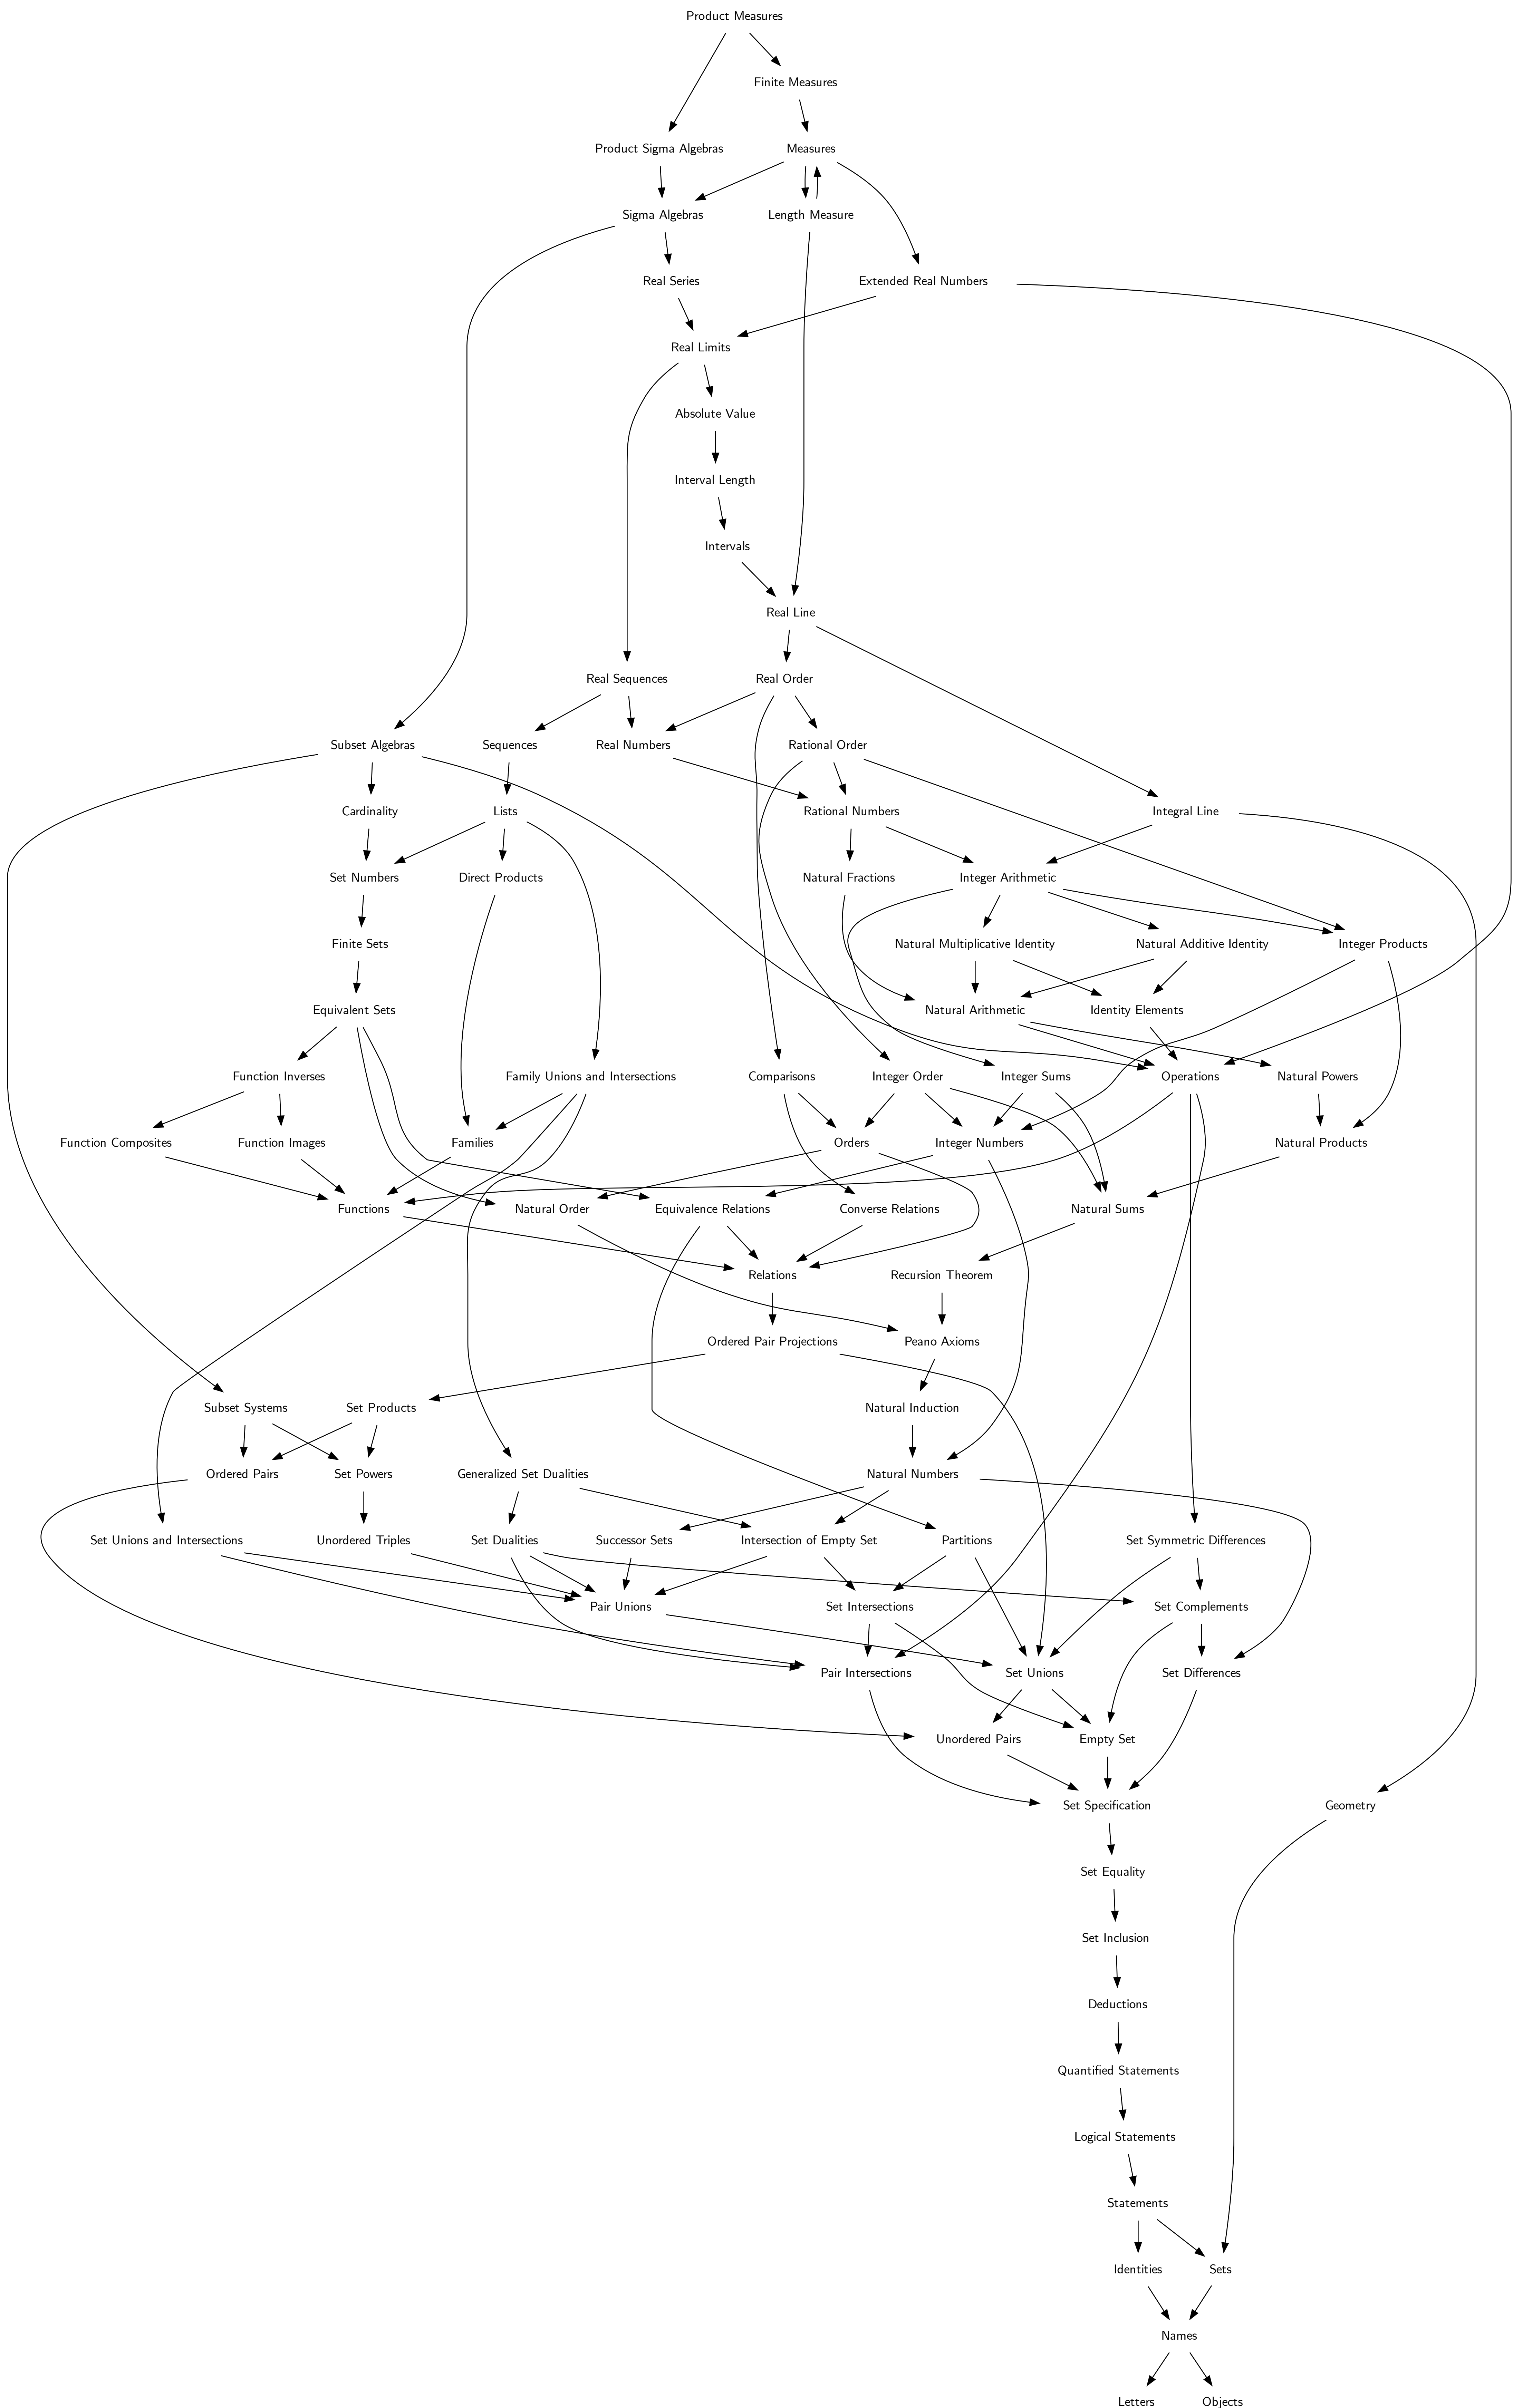 Product Measures
Finite Measures
Product Sigma Algebras
Measures
Sigma Algebras
Length Measure
Real Series
Extended Real Numbers
Real Limits
Absolute Value
Interval Length
Intervals
Real Line
Real Sequences
Real Order
Subset Algebras
Sequences
Real Numbers
Rational Order
Cardinality
Lists
Rational Numbers
Integral Line
Set Numbers
Direct Products
Natural Fractions
Integer Arithmetic
Finite Sets
Natural Multiplicative Identity
Natural Additive Identity
Integer Products
Equivalent Sets
Natural Arithmetic
Identity Elements
Function Inverses
Family Unions and Intersections
Comparisons
Integer Order
Integer Sums
Operations
Natural Powers
Function Composites
Function Images
Families
Orders
Integer Numbers
Natural Products
Functions
Natural Order
Equivalence Relations
Converse Relations
Natural Sums
Relations
Recursion Theorem
Ordered Pair Projections
Peano Axioms
Subset Systems
Set Products
Natural Induction
Ordered Pairs
Set Powers
Generalized Set Dualities
Natural Numbers
Set Unions and Intersections
Unordered Triples
Set Dualities
Successor Sets
Intersection of Empty Set
Partitions
Set Symmetric Differences
Pair Unions
Set Intersections
Set Complements
Pair Intersections
Set Unions
Set Differences
Unordered Pairs
Empty Set
Set Specification
Geometry
Set Equality
Set Inclusion
Deductions
Quantified Statements
Logical Statements
Statements
Identities
Sets
Names
Letters
Objects